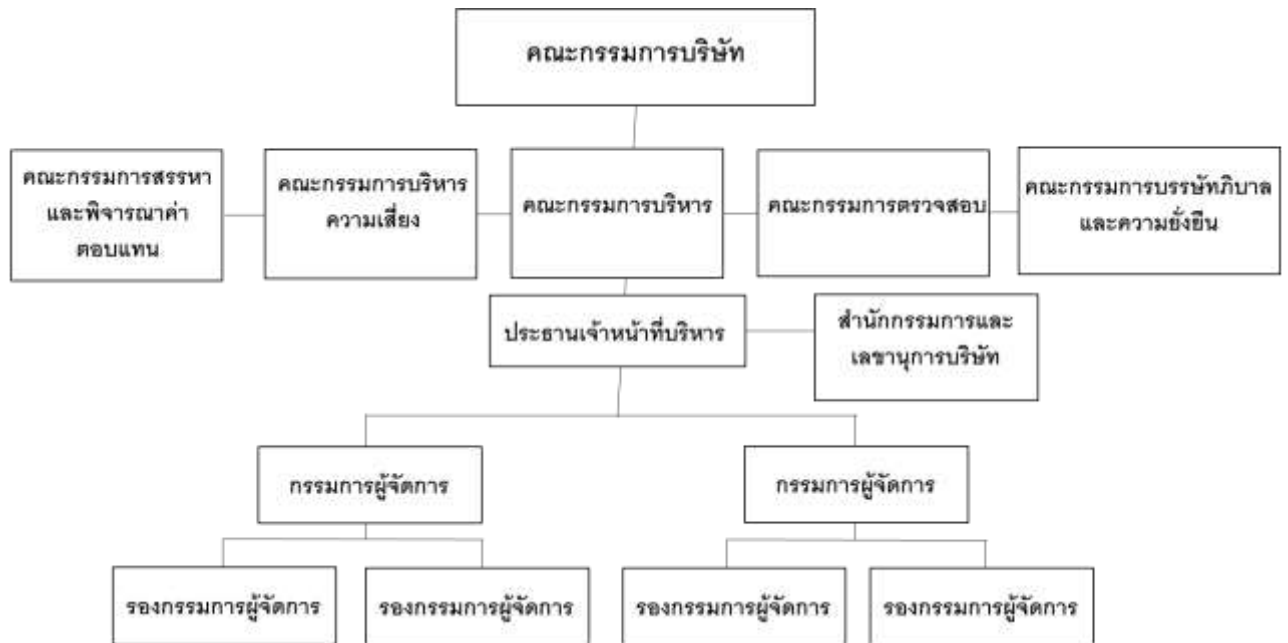 คณะกรรมการบริษัท
คณะกรรมการสรรหา
และพิจารณาค่า
ตอบแทน
คณะกรรมการบริหาร
ความเสี่ยง
คณะกรรมการบริหาร
คณะกรรมการตรวจสอบ
คณะกรรมการบรรษัทภิบาล
และความยั่งยืน
ประธานเจ้าหน้าที่บริหาร
สำนักกรรมการและ
เลขานุการบริษัท
กรรมการผู้จัดการ
กรรมการผู้จัดการ
รองกรรมการผู้จัดการ
รองกรรมการผู้จัดการ
รองกรรมการผู้จัดการ
รองกรรมการผู้จัดการ